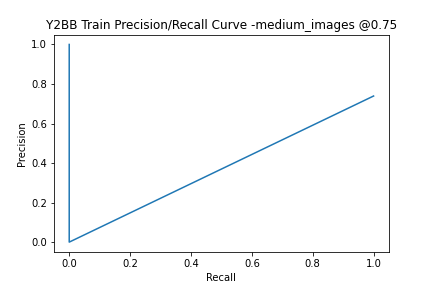 Y2BB Train Precision/Recall Curve -medium_images @0.75
1.0
0.8
0.6
0.4
0.2
0.0
Precision
0.0 0.2 0.4 0.6 0.8 1.0
Recall